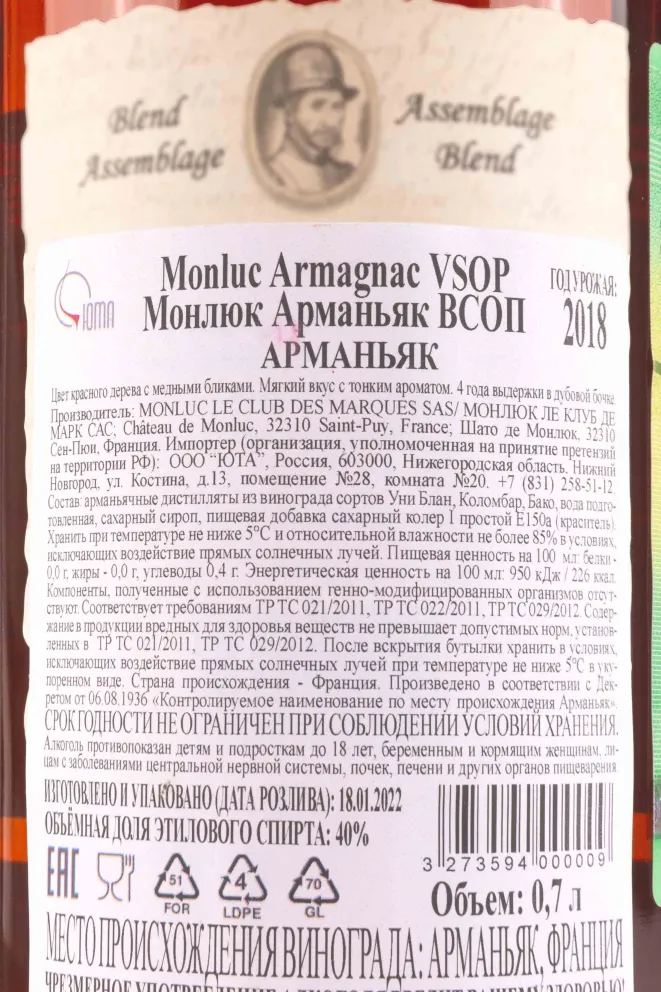 Blend Assemblage
Assemblage Blend
ЮТА
Monluc Armagnac VSOP
Монлюк Арманьяк ВСОП
АРМАНЬЯК
ГОД УРОЖАЯ:
2018
Цвет красного дерева с медными бликами. Мягкий вкус с тонким ароматом. 4 года выдержки в дубовой бочке
Производитель: MONLUC LE CLUB DES MARQUES SAS/ МОНЛЮК ЛЕ КЛУБ ДЕ
МАРК САС; Château de Monluc, 32310 Saint-Puy, France; Шато де Монлюк, 32310
Сен-Пюи, Франция. Импортер (организация, уполномоченная на принятие претензий
на территории РФ): ООО "ЮТА", Россия, 603000, Нижегородская область, Нижний
Новгород, ул. Костина, д.13, помещение №28, комната №20. +7 (831) 258-51-12.
Состав: арманьячные дистилляты из винограда сортов Уни Блан, Коломбар, Бако, вода подго-
товленная, сахарный сироп, пищевая добавка сахарный колер I простой Е150а (краситель).
Хранить при температуре не ниже 5°С и относительной влажности не более 85% в условиях,
исключающих воздействие прямых солнечных лучей. Пищевая ценность на 100 мл: белки -
0,0 г, жиры - 0,0 г, углеводы 0,4 г. Энергетическая ценность на 100 мл: 950 кДж / 226 ккал.
Компоненты, полученные с использованием генно-модифицированных организмов отсут-
ствуют. Соответствует требованиям ТР ТС 021/2011, ТР ТС 022/2011, ТР ТС 029/2012. Содер-
жание в продукции вредных для здоровья веществ не превышает допустимых норм, установ-
ленных в ТР ТС 021/2011, ТР ТС 029/2012. После вскрытия бутылки хранить в условиях,
исключающих воздействие прямых солнечных лучей при температуре не ниже 5°С в уку-
поренном виде. Страна происхождения - Франция. Произведено в соответствии с Дек-
ретом от 06.08.1936 «Контролируемое наименование по месту происхождения Арманьяк».
СРОК ГОДНОСТИ НЕ ОГРАНИЧЕН ПРИ СОБЛЮДЕНИИ УСЛОВИЙ ХРАНЕНИЯ.
Алкоголь противопоказан детям и подросткам до 18 лет, беременным и кормящим женщинам, ли-
цам с заболеваниями центральной нервной системы, почек, печени и других органов пищеварения.
ИЗГОТОВЛЕНО И УПАКОВАНО (ДАТА РОЗЛИВА): 18.01.2022
ОБЪЁМНАЯ ДОЛЯ ЭТИЛОВОГО СПИРТА: 40%
3 273594 000009
EAC
51
FOR
4
LDPE
70
GL
Объем: 0,7 л
МЕСТО ПРОИСХОЖДЕНИЯ ВИНОГРАДА: АРМАНЬЯК, ФРАНЦИЯ
ЧРЕЗМЕРНОЕ УПОТРЕБЛЕНИЕ АЛКОГОЛЯ ВРЕДИТ ВАШЕМУ ЗДОРОВЬЮ!